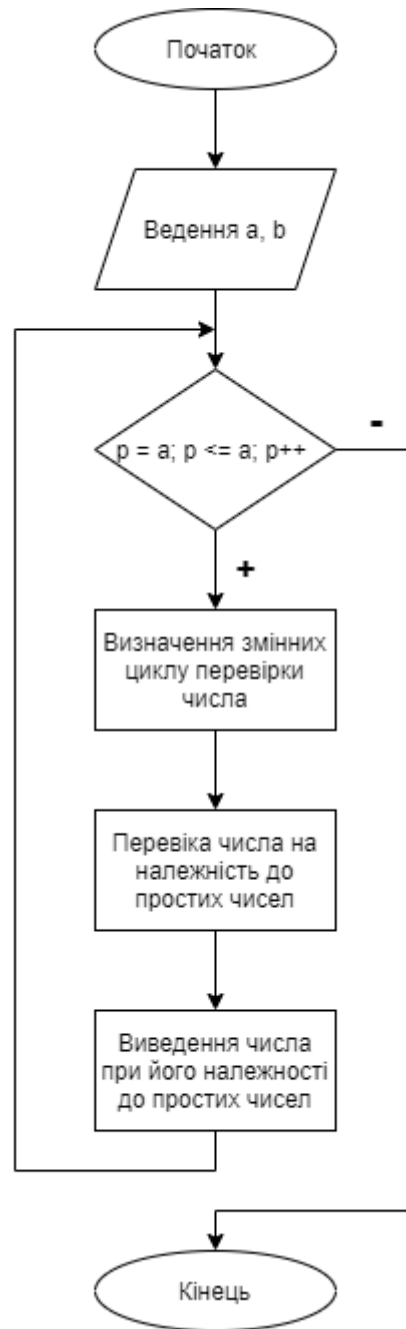 Початок
Ведення a, b
p = a; p <= a; p++
-
+
Визначення змінних
циклу перевірки
числа
Перевіка числа на
належність до
простих чисел
Виведення числа
при його належності
до простих чисел
Кінець